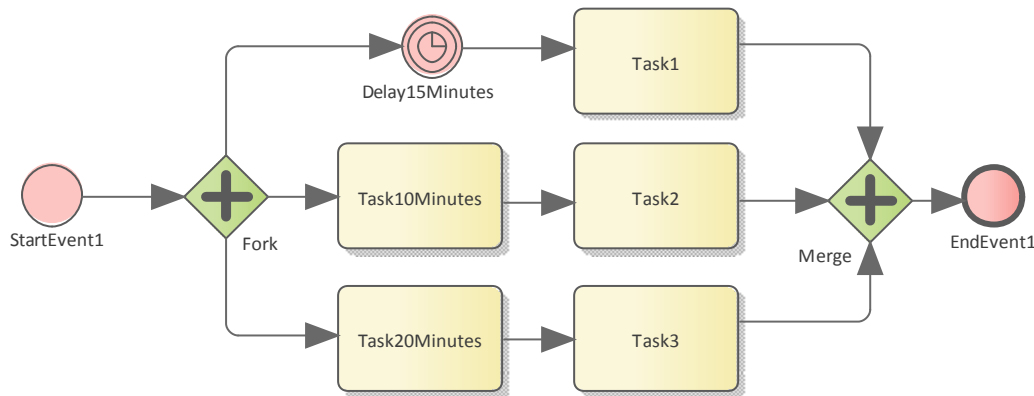 Task1
Delay15Minutes
Task10Minutes
Task2
StartEvent1
Fork
Merge
EndEvent1
Task20Minutes
Task3